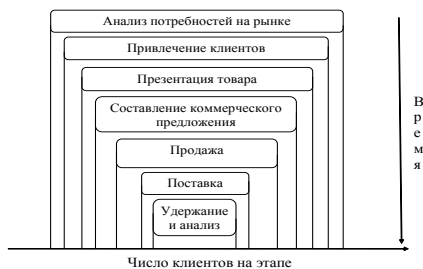 Анализ потребностей на рынке
Привлечение клиентов
Презентация товара
Составление коммерческого
предложения
Продажа
Поставка
Удержание
и анализ
Время
Число клиентов на этапе